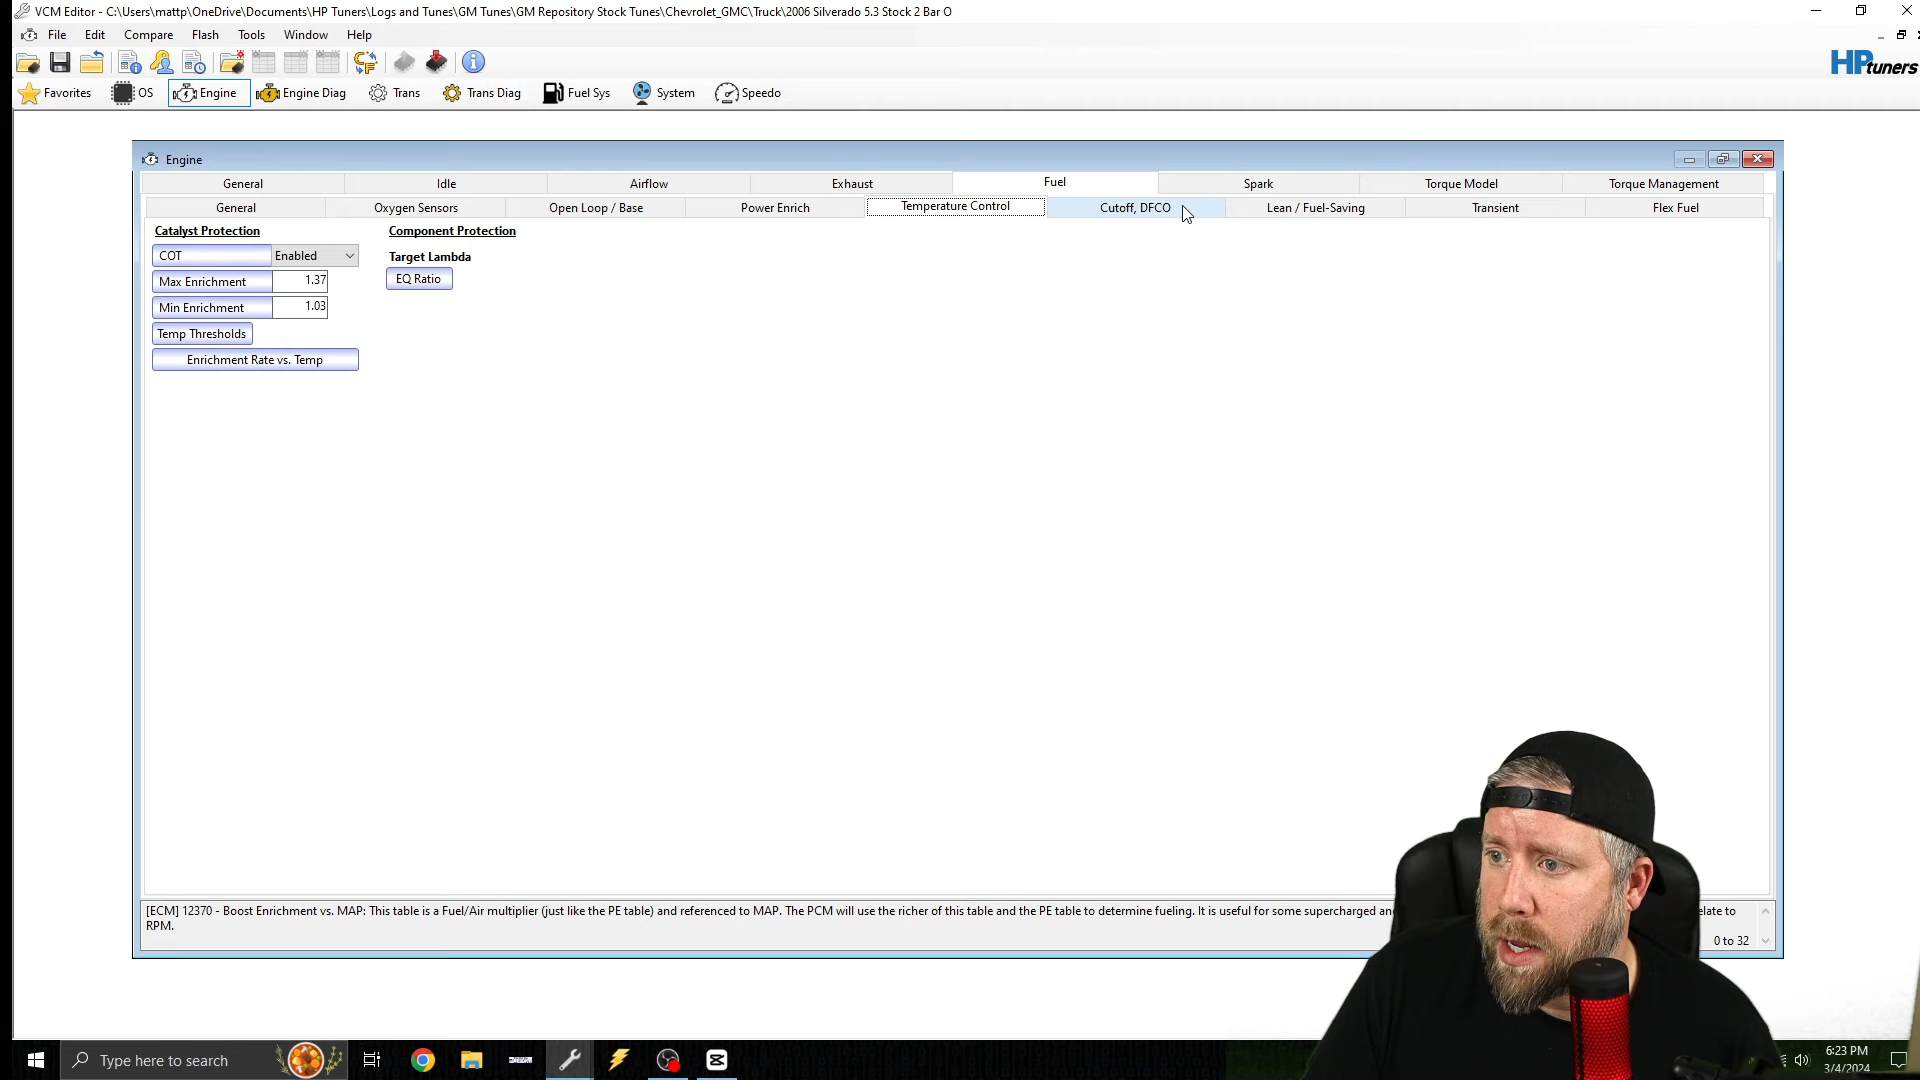 VCM Editor - C:\Users\mattp\OneDrive\Documents\HP Tuners\Logs and Tunes\GM Tunes\GM Repository Stock Tunes\Chevrolet_GMC\Truck\2006 Silverado 5.3 Stock 2 Bar O
File Edit Compare Flash Tools Window Help
HPtuners
Favorites OS Engine Engine Diag Trans Trans Diag Fuel Sys System Speedo
Engine
General Idle Airflow Exhaust Fuel Spark Torque Model Torque Management
General Oxygen Sensors Open Loop / Base Power Enrich Temperature Control Cutoff, DFCO Lean / Fuel-Saving Transient Flex Fuel
Catalyst Protection Component Protection
COT Enabled Target Lambda
Max Enrichment 1.37 EQ Ratio
Min Enrichment 1.03
Temp Thresholds
Enrichment Rate vs. Temp
[ECM] 12370 - Boost Enrichment vs. MAP: This table is a Fuel/Air multiplier (just like the PE table) and referenced to MAP. The PCM will use the richer of this table and the PE table to determine fueling. It is useful for some supercharged an elate to
RPM.
0 to 32
Type here to search
6:23 PM
3/4/2024